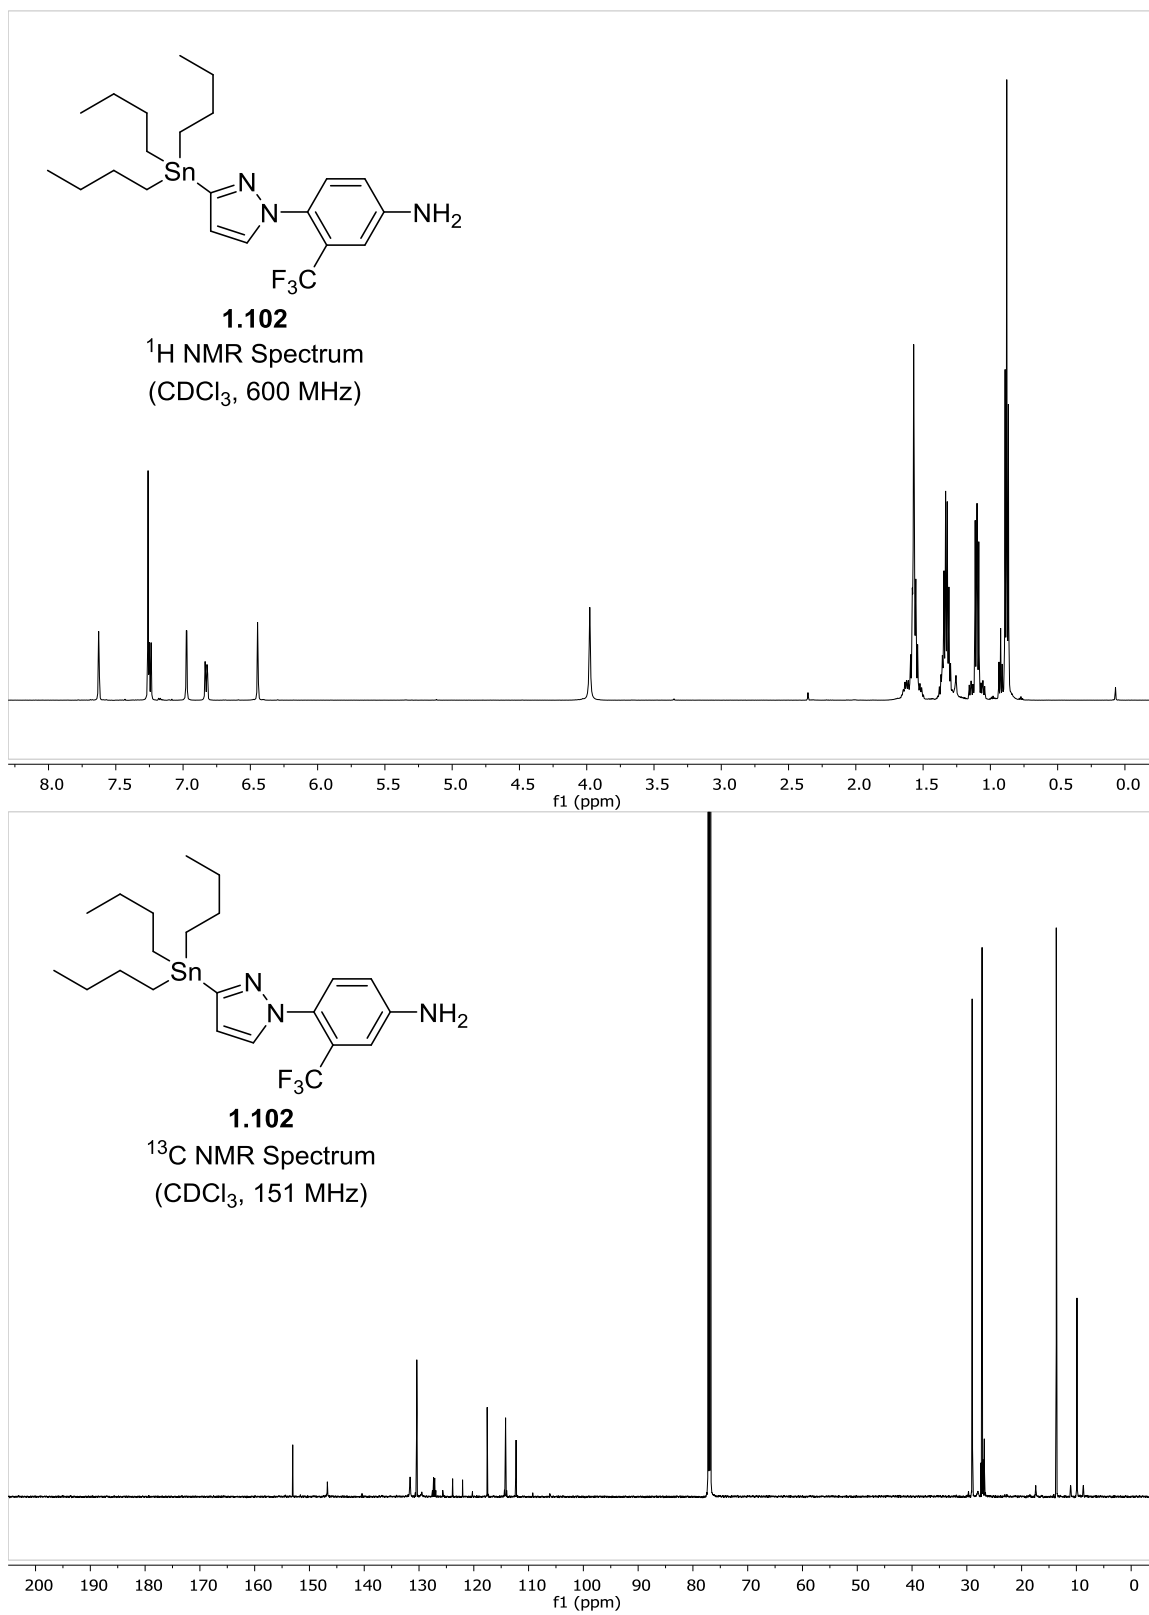 Sn
N
N
NH2
F3C
1.102
1H NMR Spectrum
(CDCl3, 600 MHz)
8.0 7.5 7.0 6.5 6.0 5.5 5.0 4.5 4.0 3.5 3.0 2.5 2.0 1.5 1.0 0.5 0.0
f1 (ppm)
Sn
N
N
NH2
F3C
1.102
13C NMR Spectrum
(CDCl3, 151 MHz)
200 190 180 170 160 150 140 130 120 110 100 90 80 70 60 50 40 30 20 10 0
f1 (ppm)